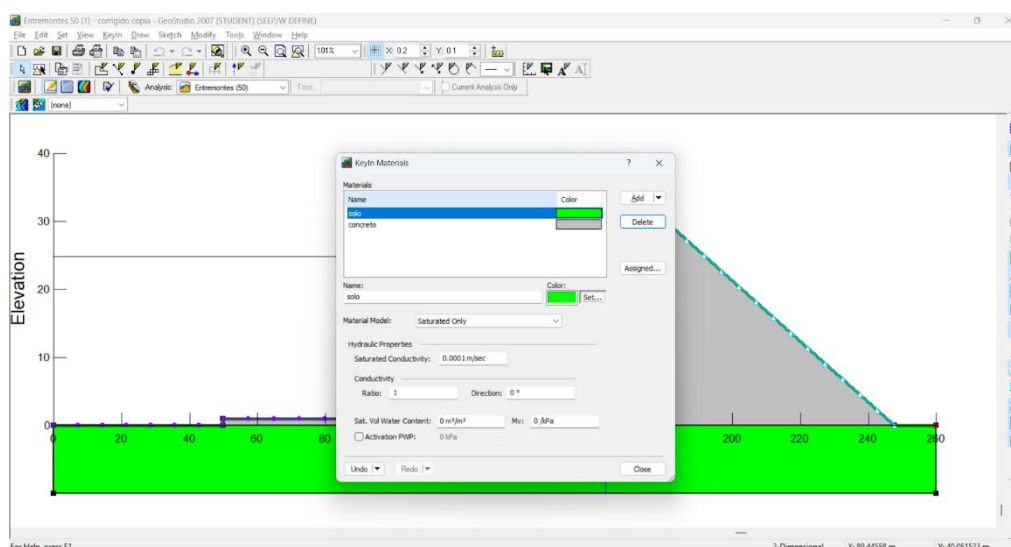 Entremontes 50 (1) - corrigido copia - GeoStudio 2007 [STUDENT] (SEEP/W DEFINE)
File Edit Set View KeyIn Draw Sketch Modify Tools Window Help
101% X: 0.2 Y: 0.1
Analysis: Entremontes (50) Time: Current Analysis Only
(none)
KeyIn Materials ? ×
Materials
Name Color Add
solo Delete
concreto
Assigned...
Name: Color:
solo Set...
Material Model: Saturated Only
Hydraulic Properties
Saturated Conductivity: 0.0001 m/sec
Conductivity
Ratio: 1 Direction: 0 °
Sat. Vol Water Content: 0 m³/m³ Mv: 0 /kPa
Activation PWP: 0 kPa
Undo Redo Close
Elevation
40
30
20
10
0
0 20 40 60 80 200 220 240 260
For Help, press F1 2-Dimensional X: 89.44558 m Y: 40.051523 m